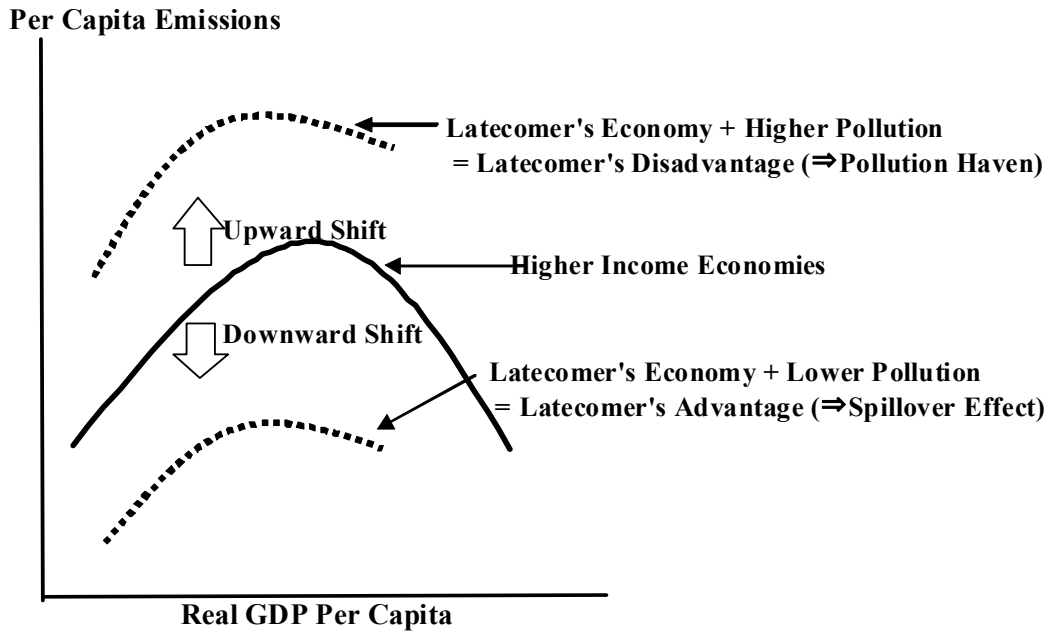 Per Capita Emissions
Latecomer's Economy + Higher Pollution
= Latecomer's Disadvantage (⇒Pollution Haven)
Upward Shift
Higher Income Economies
Downward Shift
Latecomer's Economy + Lower Pollution
= Latecomer's Advantage (⇒Spillover Effect)
Real GDP Per Capita